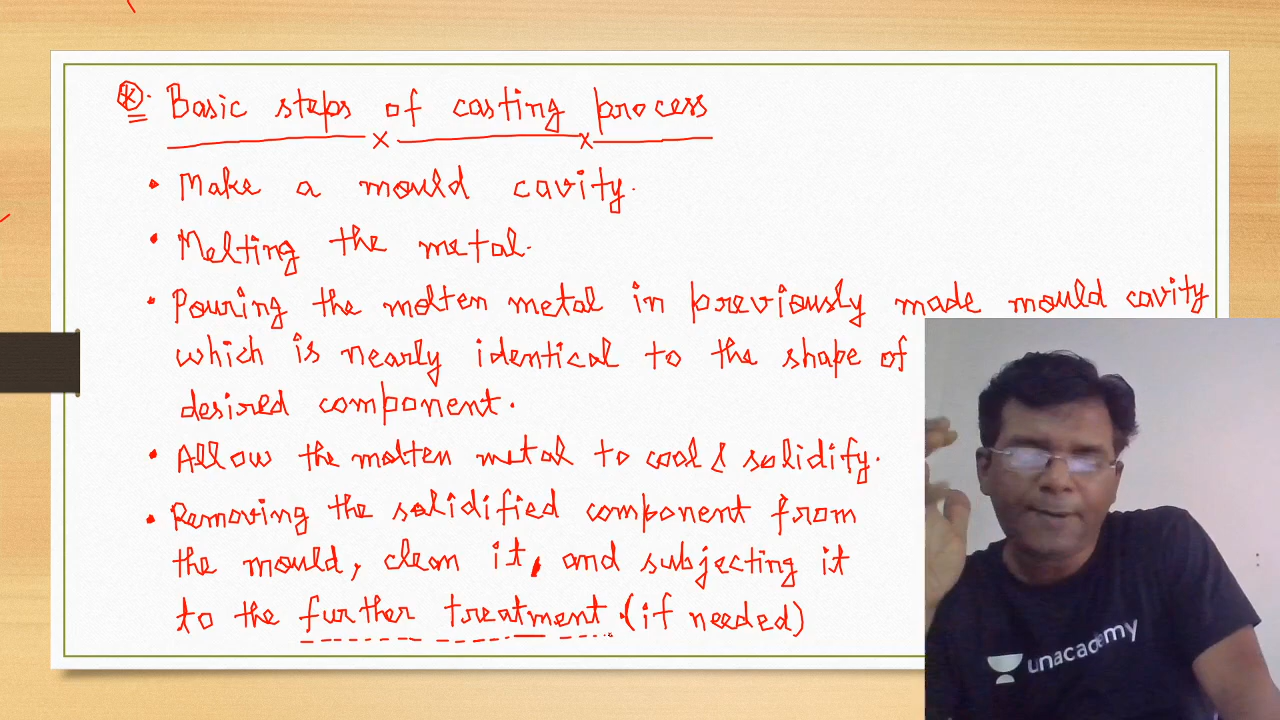 Basic steps of casting process
• Make a mould cavity.
• Melting the metal.
• Pouring the molten metal in previously made mould cavity
which is nearly identical to the shape of
desired component.
• Allow the molten metal to cool & solidify.
• Removing the solidified component from
the mould, clean it, and subjecting it
to the further treatment. (if needed)
unacademy